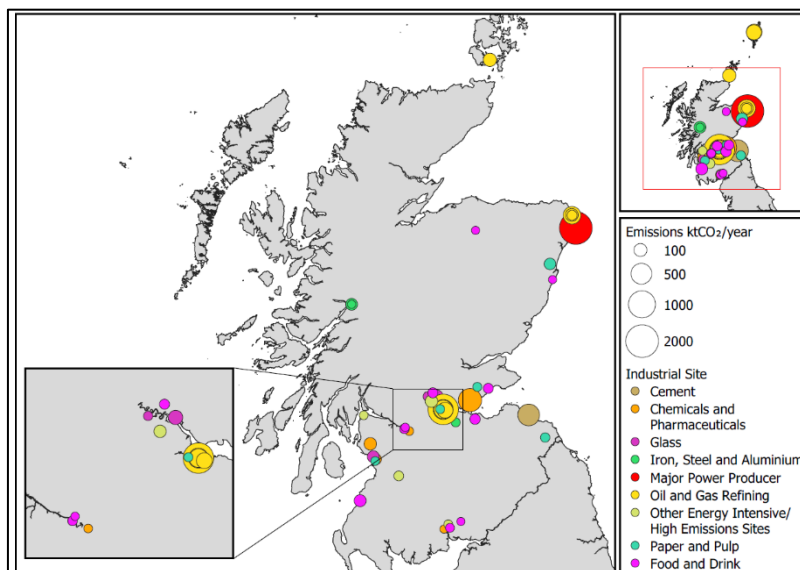 Emissions ktCO₂/year
100
500
1000
2000
Industrial Site
Cement
Chemicals and
Pharmaceuticals
Glass
Iron, Steel and Aluminium
Major Power Producer
Oil and Gas Refining
Other Energy Intensive/
High Emissions Sites
Paper and Pulp
Food and Drink